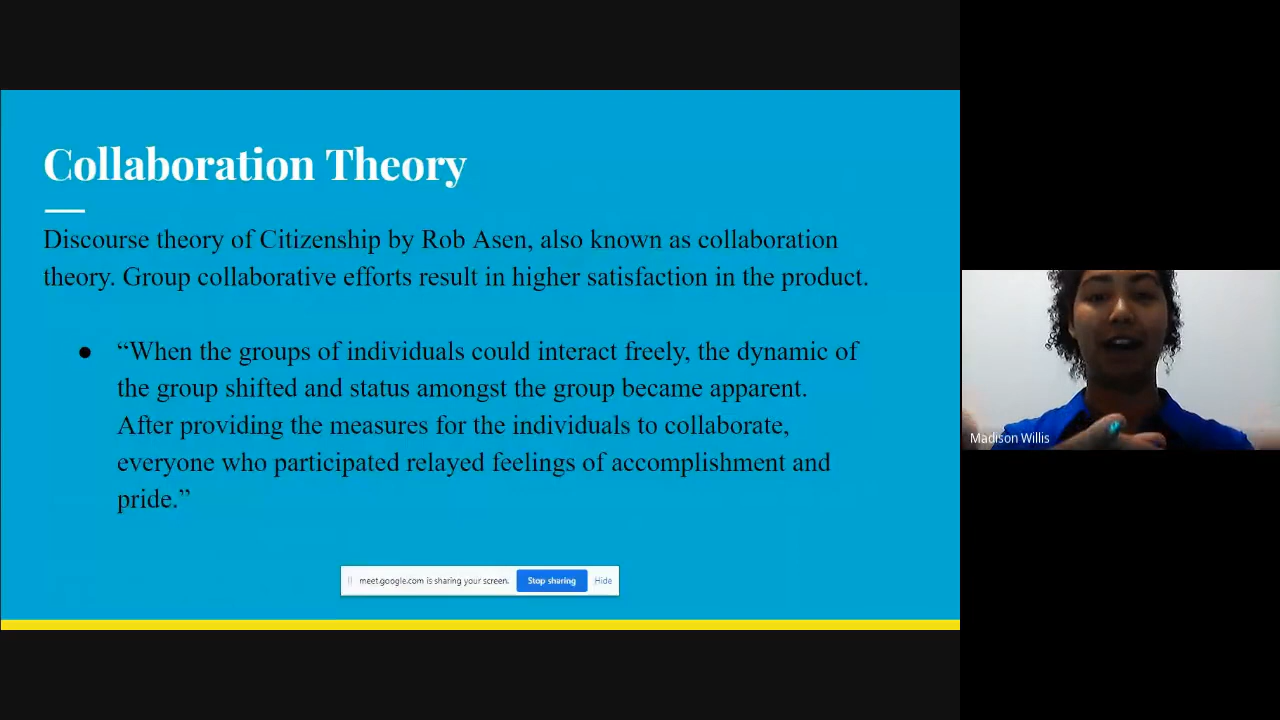 Collaboration Theory
Discourse theory of Citizenship by Rob Asen, also known as collaboration
theory. Group collaborative efforts result in higher satisfaction in the product.
● “When the groups of individuals could interact freely, the dynamic of
the group shifted and status amongst the group became apparent.
After providing the measures for the individuals to collaborate,
everyone who participated relayed feelings of accomplishment and
pride.”
meet.google.com is sharing your screen. Stop sharing Hide
Madison Willis